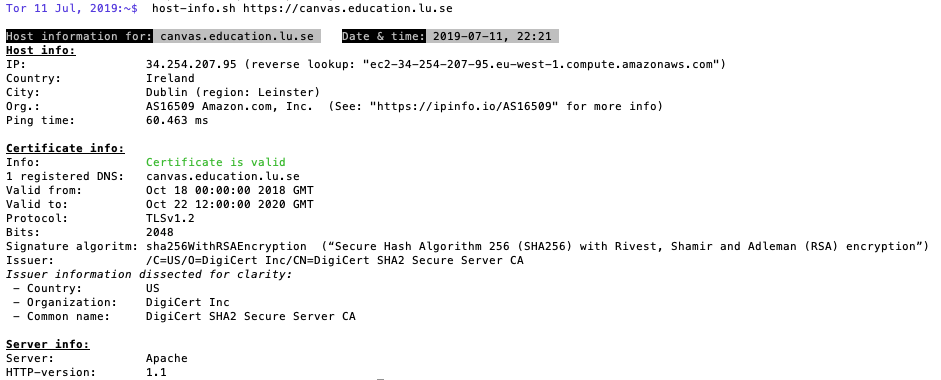 Tor 11 Jul, 2019:~$  host-info.sh https://canvas.education.lu.se
Host information for: canvas.education.lu.se   Date & time: 2019-07-11, 22:21
Host info:
IP:                 34.254.207.95 (reverse lookup: "ec2-34-254-207-95.eu-west-1.compute.amazonaws.com")
Country:            Ireland
City:               Dublin (region: Leinster)
Org.:               AS16509 Amazon.com, Inc.  (See: "https://ipinfo.io/AS16509" for more info)
Ping time:          60.463 ms
Certificate info:
Info:               Certificate is valid
1 registered DNS:   canvas.education.lu.se
Valid from:         Oct 18 00:00:00 2018 GMT
Valid to:           Oct 22 12:00:00 2020 GMT
Protocol:           TLSv1.2
Bits:               2048
Signature algoritm: sha256WithRSAEncryption  (“Secure Hash Algorithm 256 (SHA256) with Rivest, Shamir and Adleman (RSA) encryption”)
Issuer:             /C=US/O=DigiCert Inc/CN=DigiCert SHA2 Secure Server CA
Issuer information dissected for clarity:
 – Country:         US
 – Organization:    DigiCert Inc
 – Common name:     DigiCert SHA2 Secure Server CA
Server info:
Server:             Apache
HTTP-version:       1.1